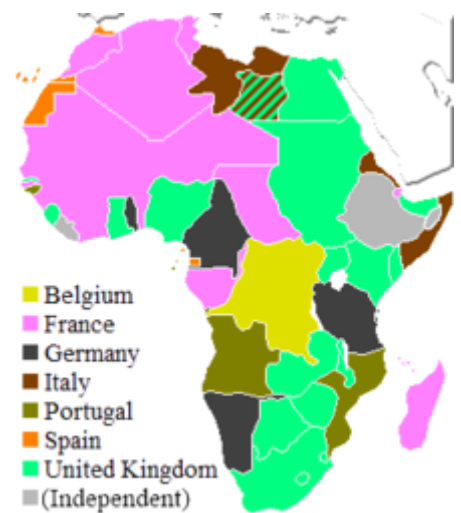 Belgium
France
Germany
Italy
Portugal
Spain
United Kingdom
(Independent)